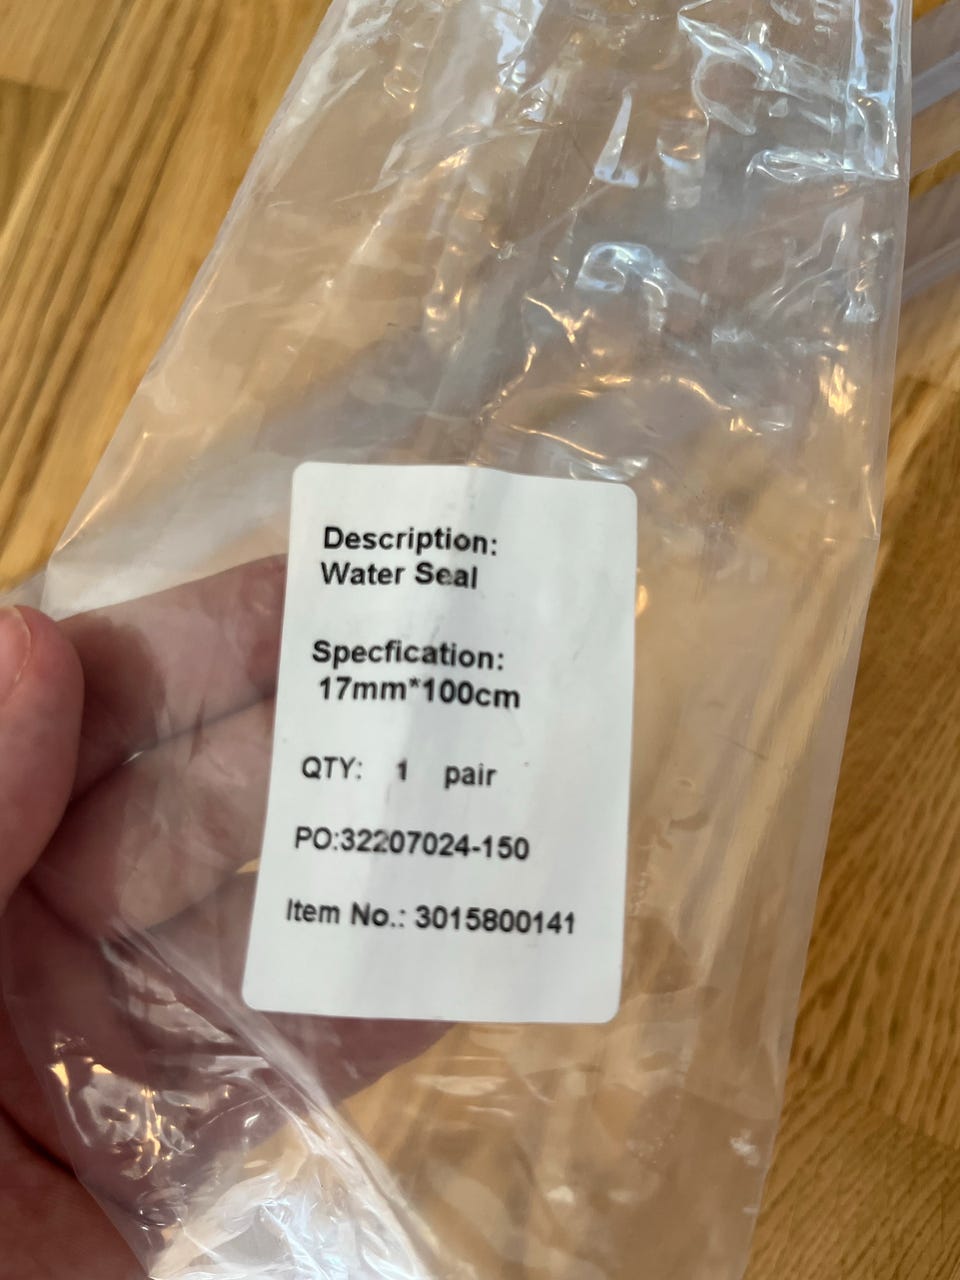 Description:
Water Seal
Specfication:
17mm*100cm
QTY: 1 pair
PO:32207024-150
Item No.: 3015800141